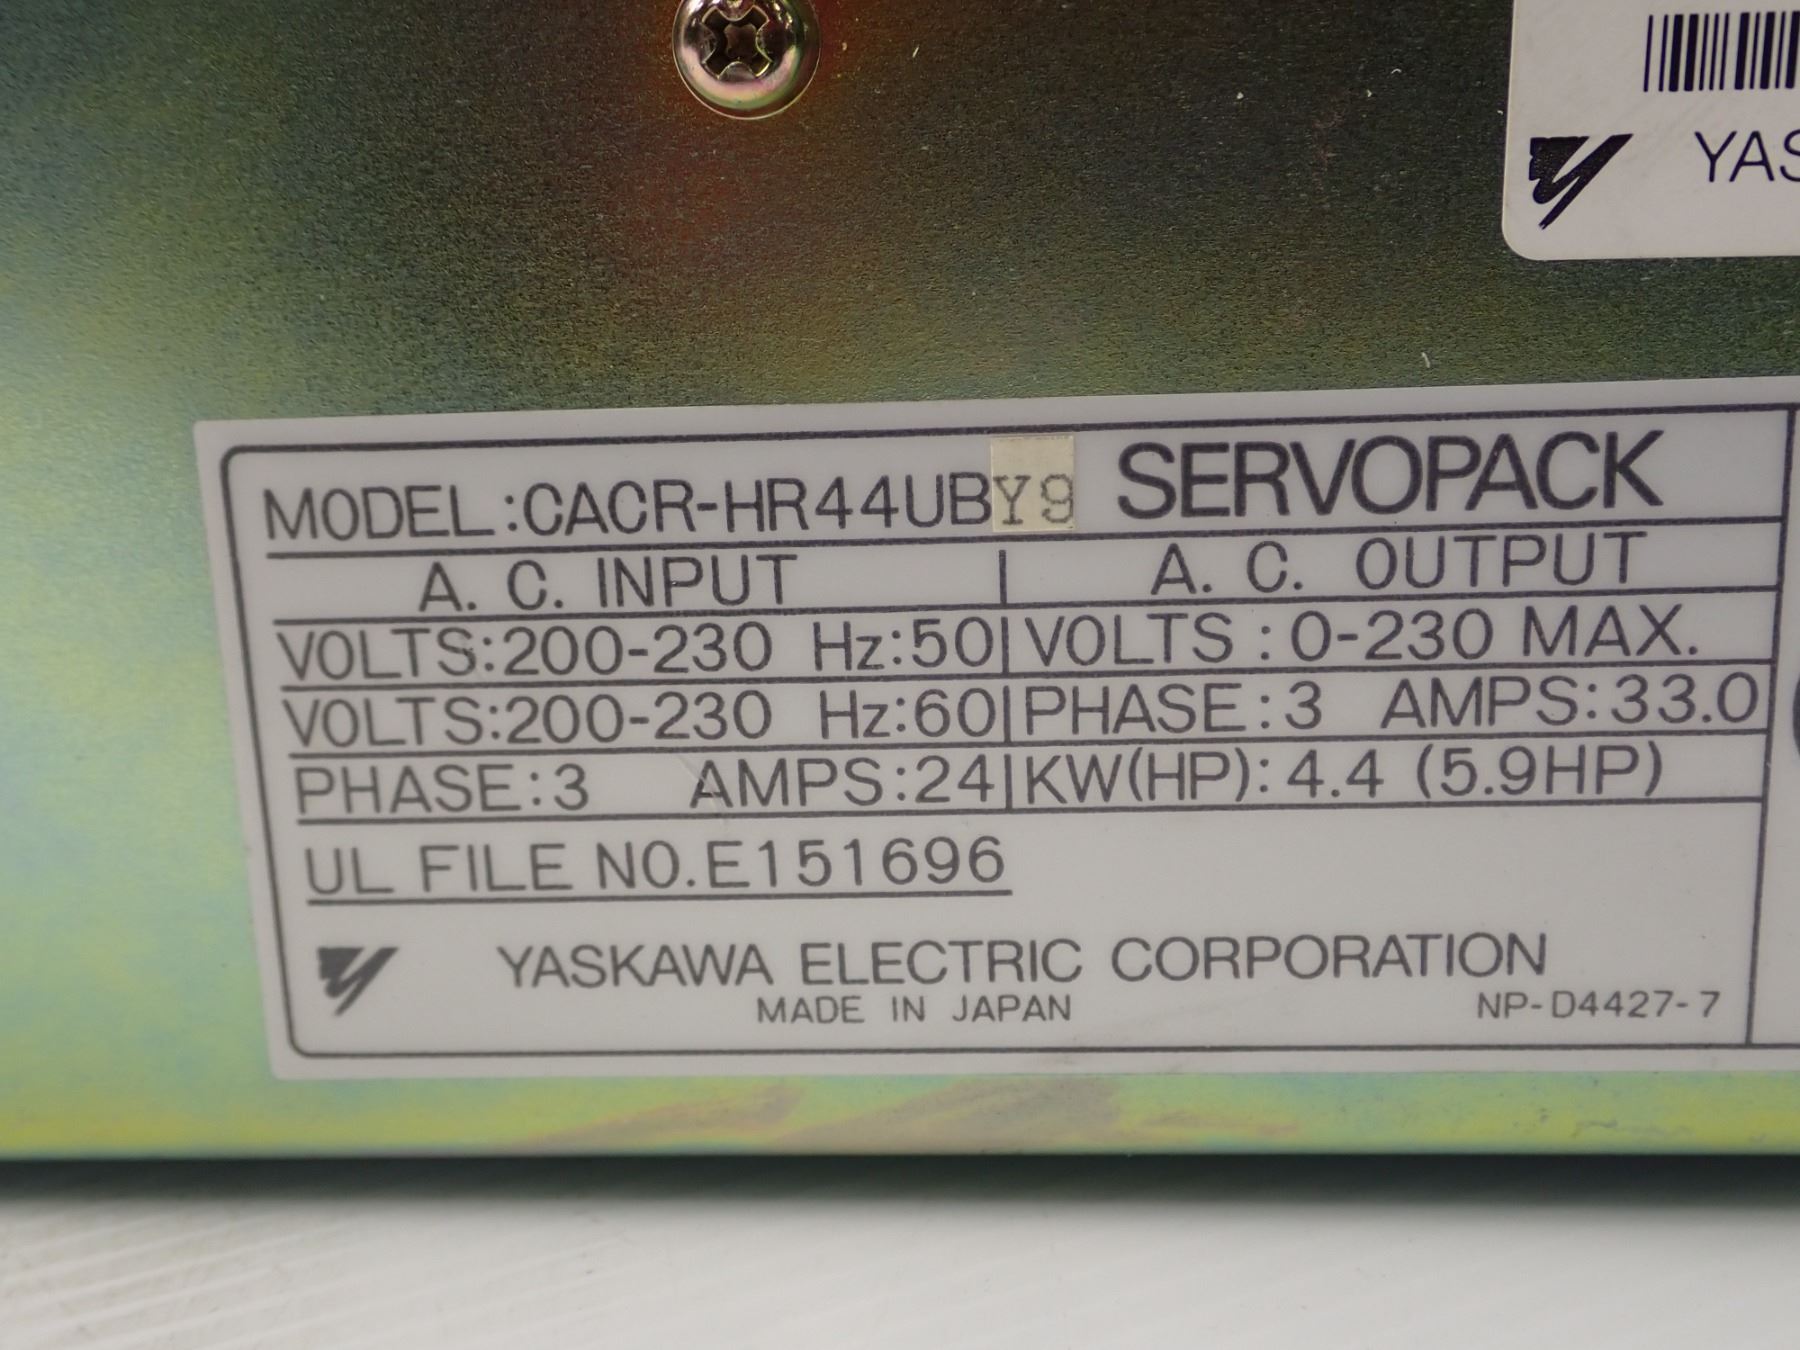 YAS
MODEL:CACR-HR44UBY9 SERVOPACK
A. C. INPUT A. C. OUTPUT
VOLTS:200-230 Hz:50 VOLTS : 0-230 MAX.
VOLTS:200-230 Hz:60 PHASE:3 AMPS:33.0
PHASE:3 AMPS:24 KW(HP): 4.4 (5.9HP)
UL FILE NO.E151696
YASKAWA ELECTRIC CORPORATION
MADE IN JAPAN NP-D4427-7